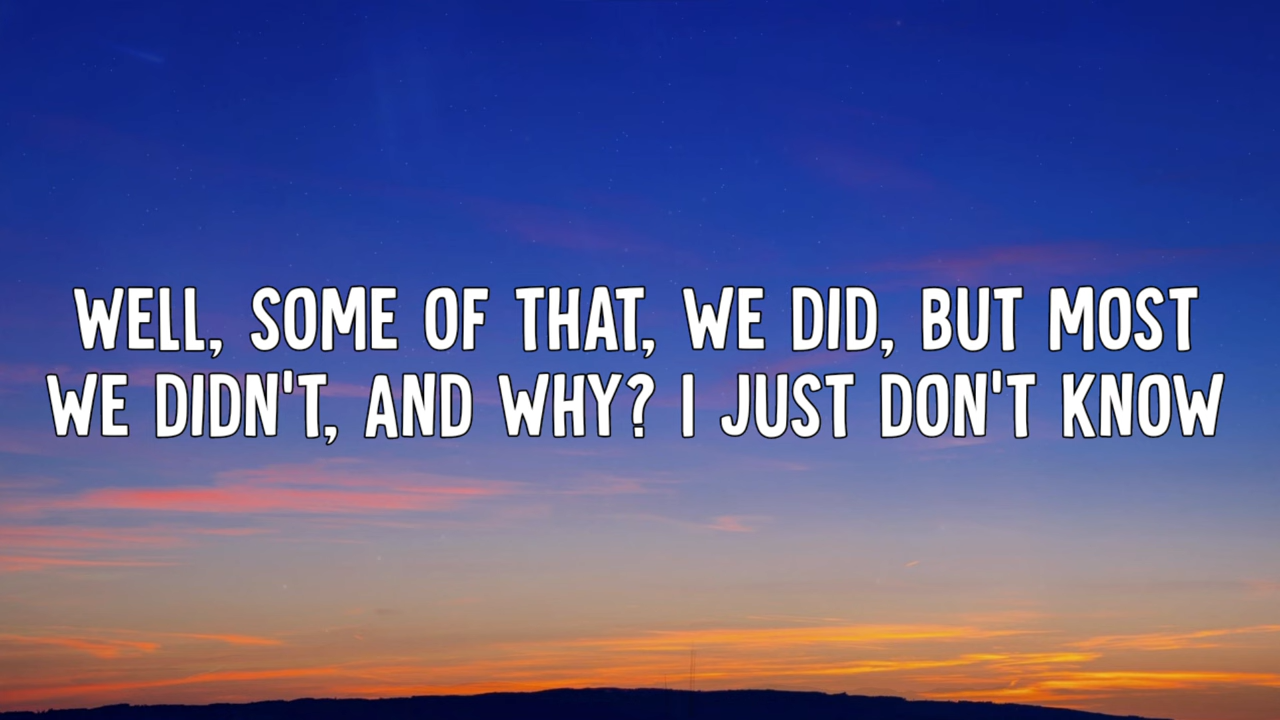 WELL, SOME OF THAT, WE DID, BUT MOST
WE DIDN'T, AND WHY? I JUST DON'T KNOW